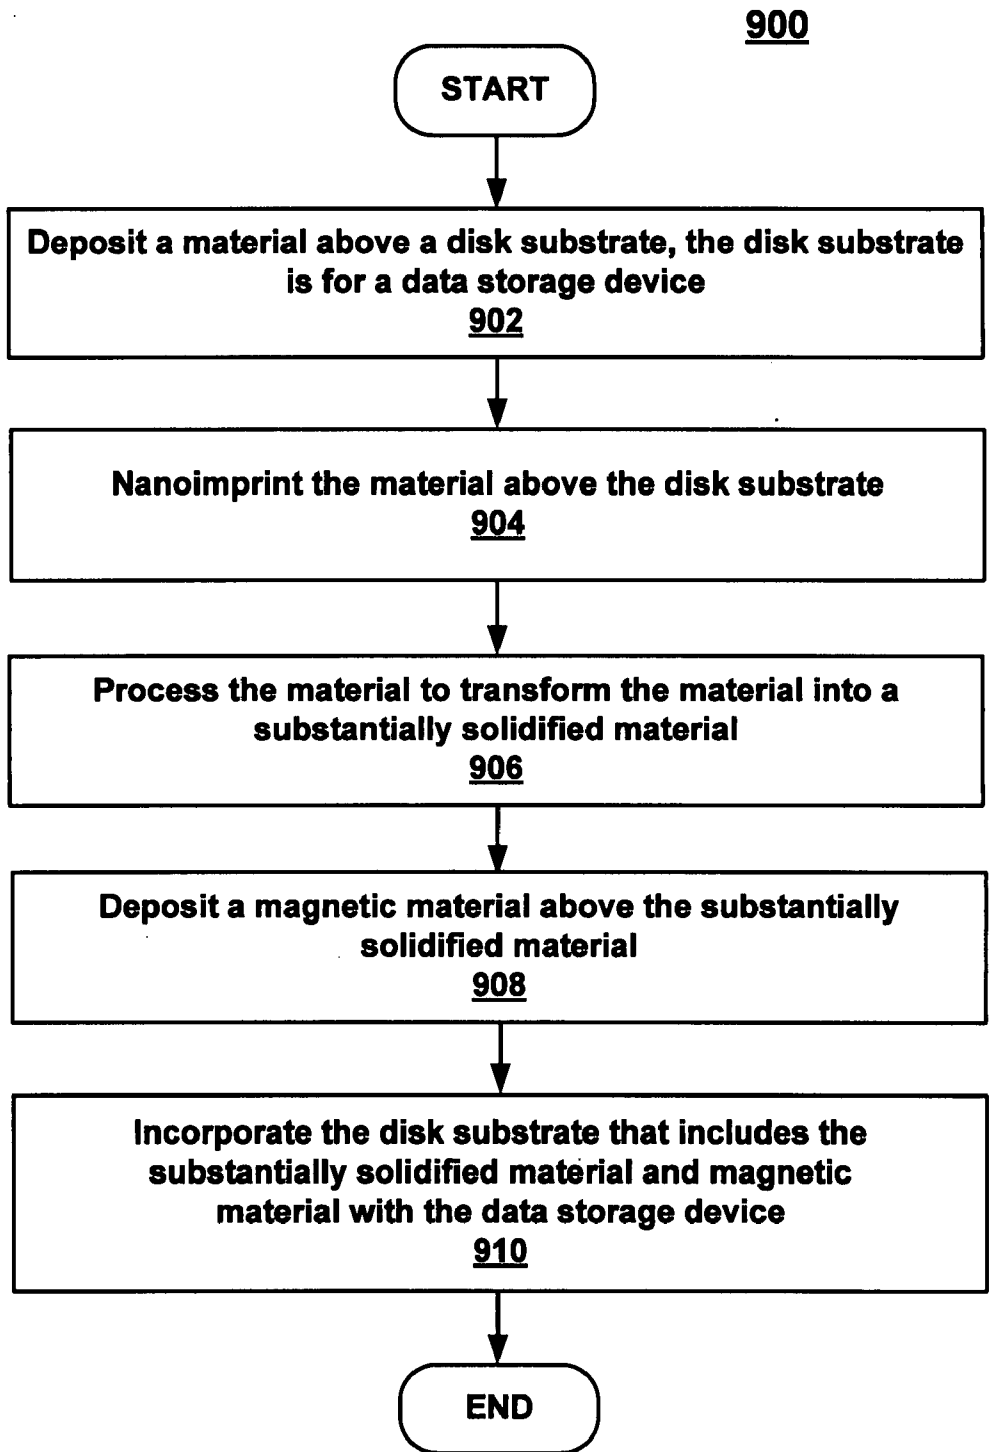 900
START
Deposit a material above a disk substrate, the disk substrate
is for a data storage device
902
Nanoimprint the material above the disk substrate
904
Process the material to transform the material into a
substantially solidified material
906
Deposit a magnetic material above the substantially
solidified material
908
Incorporate the disk substrate that includes the
substantially solidified material and magnetic
material with the data storage device
910
END